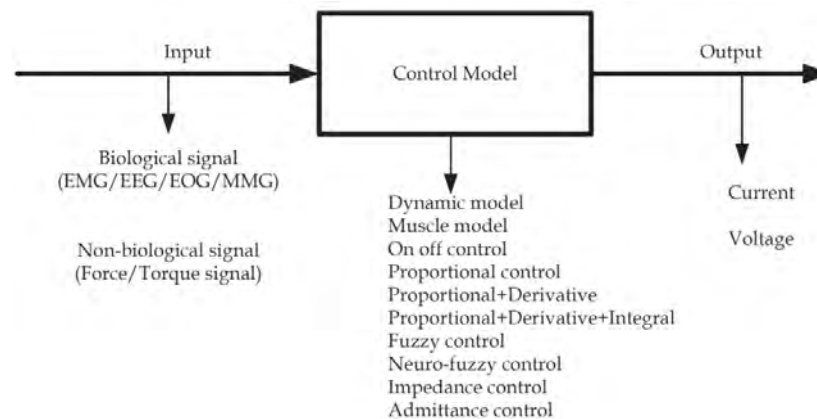 Input
Control Model
Output
Biological signal
(EMG/EEG/EOG/MMG)
Non-biological signal
(Force/Torque signal)
Dynamic model
Muscle model
On off control
Proportional control
Proportional+Derivative
Proportional+Derivative+Integral
Fuzzy control
Neuro-fuzzy control
Impedance control
Admittance control
Current
Voltage